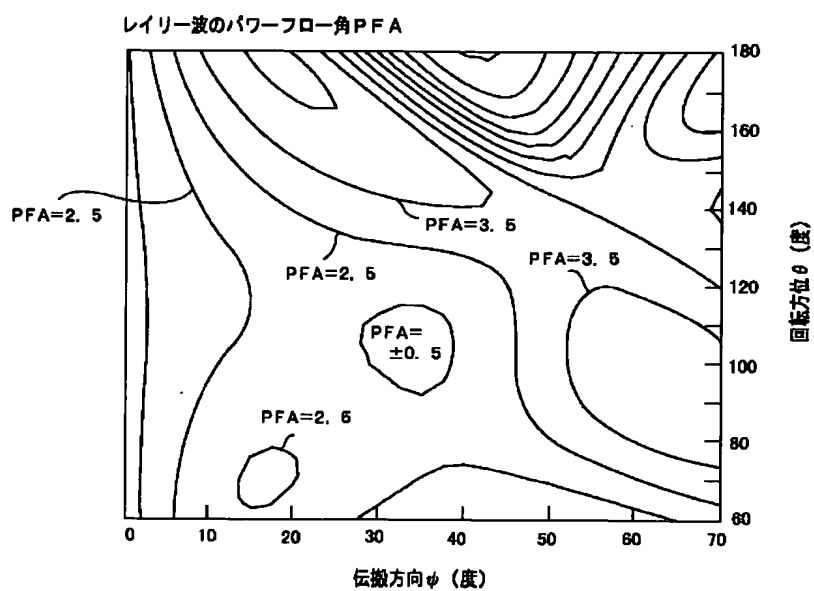 レイリー波のパワーフロー角PFA
180
160
PFA=2. 5
140
PFA=3. 5
PFA=2. 5
PFA=3. 5
120
回転方位θ (度)
PFA=
±0. 5
100
PFA=2. 5
80
60
0 10 20 30 40 50 60 70
伝搬方向ψ (度)